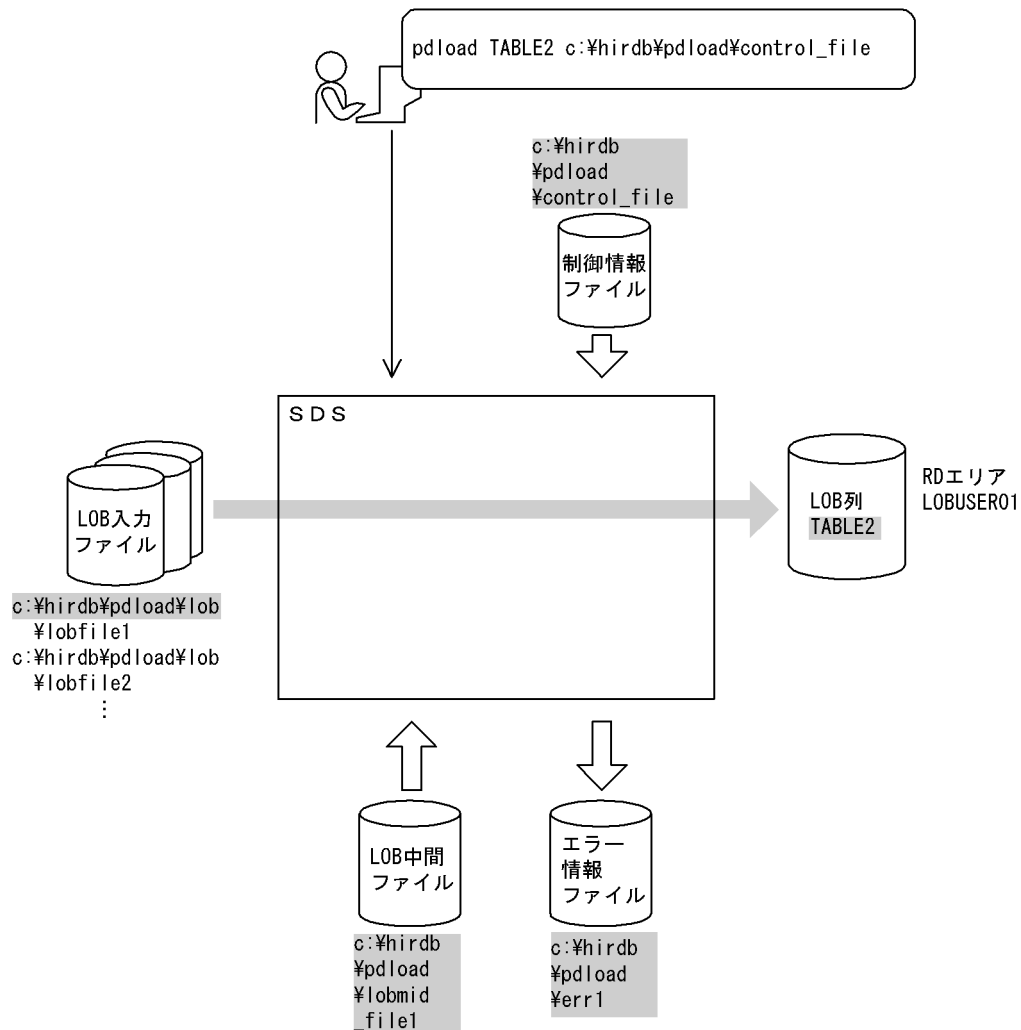 pdload TABLE2 c:¥hirdb¥pdload¥control_file
c:¥hirdb
¥pdload
¥control_file
制御情報
ファイル
ＳＤＳ
LOB入力
ファイル
c:¥hirdb¥pdload¥lob
¥lobfile1
c:¥hirdb¥pdload¥lob
¥lobfile2
⋮
LOB列
TABLE2
RDエリア
LOBUSER01
LOB中間
ファイル
c:¥hirdb
¥pdload
¥lobmid
_file1
エラー
情報
ファイル
c:¥hirdb
¥pdload
¥err1